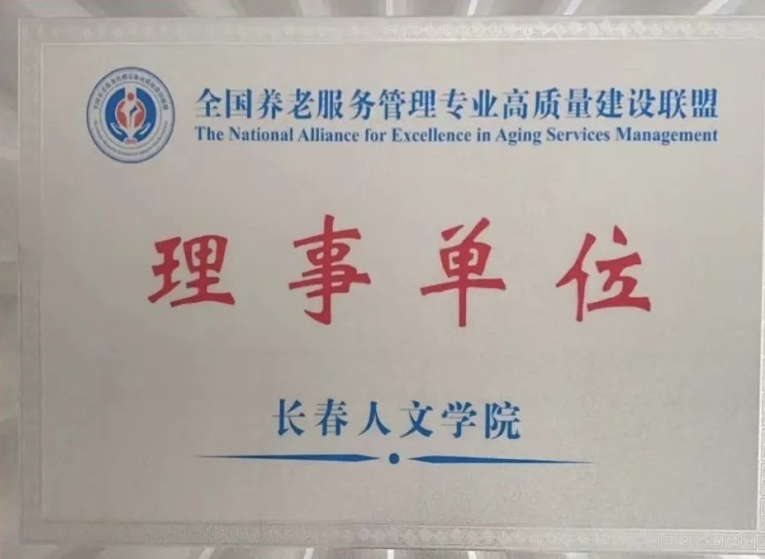 全国养老服务管理专业高质量建设联盟
The National Alliance for Excellence in Aging Services Management
理事单位
长春人文学院